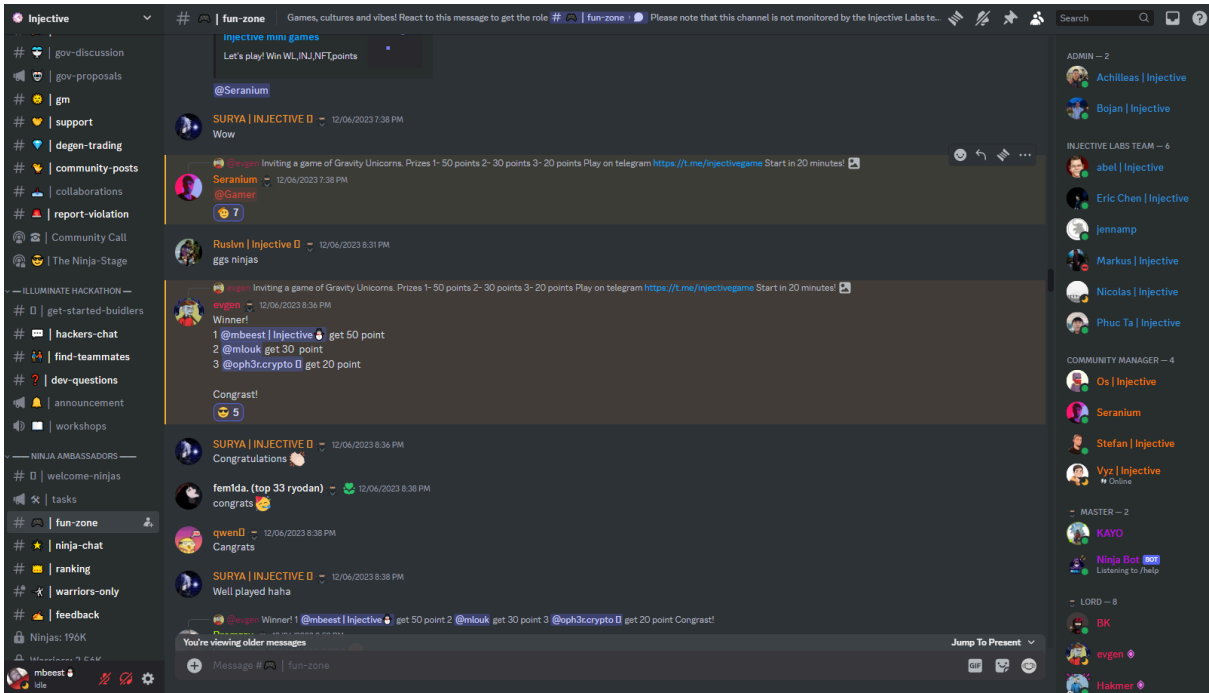 Injective
gov-discussion
gov-proposals
gm
support
degen-trading
community-posts
collaborations
report-violation
Community Call
The Ninja-Stage
ILLUMINATE HACKATHON
get-started-buidlers
hackers-chat
find-teammates
dev-questions
announcement
workshops
NINJA AMBASSADORS
welcome-ninjas
tasks
fun-zone
ninja-chat
ranking
warriors-only
feedback
Ninjas: 196K
Warriors: 2.56K
mbeest
Idle
# | fun-zone Games, cultures and vibes! React to this message to get the role # | fun-zone · Please note that this channel is not monitored by the Injective Labs te...
Search
Injective mini games
Let's play! Win WL,INJ,NFT,points
@Seranium
SURYA | INJECTIVE 12/06/2023 7:38 PM
Wow
@evgen Inviting a game of Gravity Unicorns. Prizes 1- 50 points 2- 30 points 3- 20 points Play on telegram https://t.me/injectivegame Start in 20 minutes!
Seranium 12/06/2023 7:38 PM
@Gamer
7
Ruslvn | Injective 12/06/2023 8:31 PM
ggs ninjas
evgen Inviting a game of Gravity Unicorns. Prizes 1- 50 points 2- 30 points 3- 20 points Play on telegram https://t.me/injectivegame Start in 20 minutes!
evgen 12/06/2023 8:36 PM
Winner!
1 @mbeest | Injective get 50 point
2 @mlouk get 30 point
3 @oph3r.crypto get 20 point
Congrast!
5
SURYA | INJECTIVE 12/06/2023 8:36 PM
Congratulations
fem1da. (top 33 ryodan) 12/06/2023 8:38 PM
congrats
qwen 12/06/2023 8:38 PM
Cangrats
SURYA | INJECTIVE 12/06/2023 8:38 PM
Well played haha
@evgen Winner! 1 @mbeest | Injective get 50 point 2 @mlouk get 30 point 3 @oph3r.crypto get 20 point Congrast!
You're viewing older messages
Jump To Present
Message # | fun-zone
GIF
ADMIN — 2
Achilleas | Injective
Bojan | Injective
INJECTIVE LABS TEAM — 6
abel | Injective
Eric Chen | Injective
jennamp
Markus | Injective
Nicolas | Injective
Phuc Ta | Injective
COMMUNITY MANAGER — 4
Os | Injective
Seranium
Stefan | Injective
Vyz | Injective
Online
MASTER — 2
KAYO
Ninja Bot BOT
Listening to /help
LORD — 8
BK
evgen
Hakmer